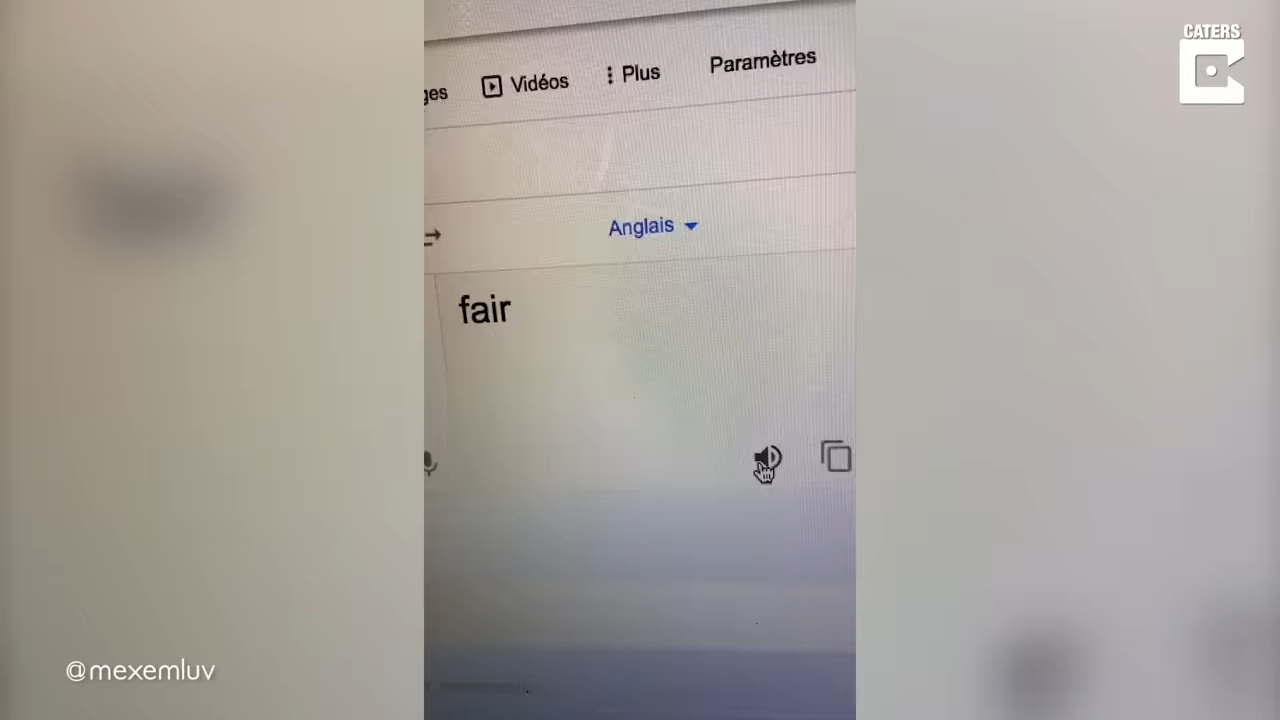 CATERS
ges
Vidéos
Plus
Paramètres
Anglais
fair
@mexemluv